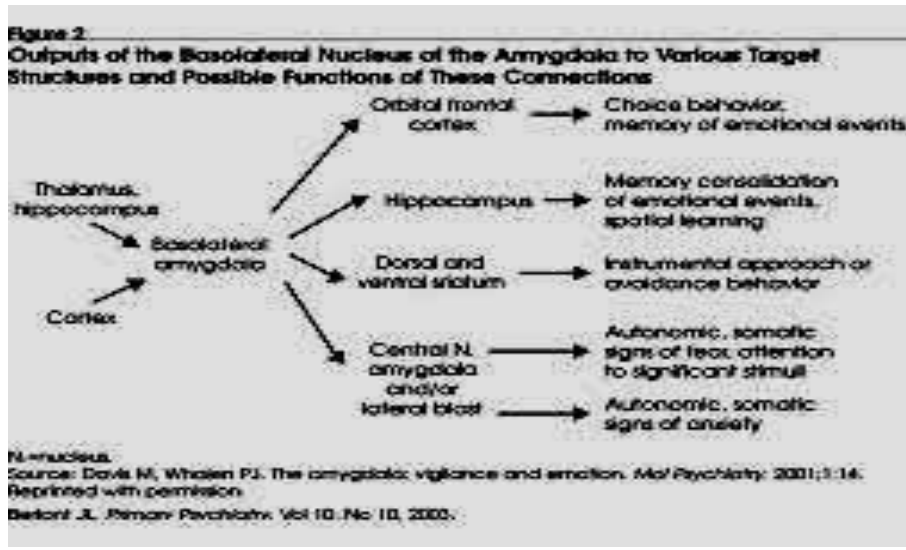 Figure 2
Outputs of the Basolateral Nucleus of the Amygdala to Various Target
Structures and Possible Functions of These Connections
Orbital frontal
cortex
Choice behavior,
memory of emotional events
Thalamus,
hippocampus
Hippocampus
Memory consolidation
of emotional events,
spatial learning
Basolateral
amygdala
Dorsal and
ventral striatum
Instrumental approach or
avoidance behavior
Cortex
Central N.
amygdala
and/or
lateral
Autonomic, somatic
signs of fear, attention
to significant stimuli
Autonomic, somatic
signs of anxiety
N.=nucleus.
Source: Davis M, Whalen PJ. The amygdala: vigilance and emotion. Mol Psychiatry. 2001;
Reprinted with permission.
Primary Psychiatry. Vol 10. No 10. 2003.